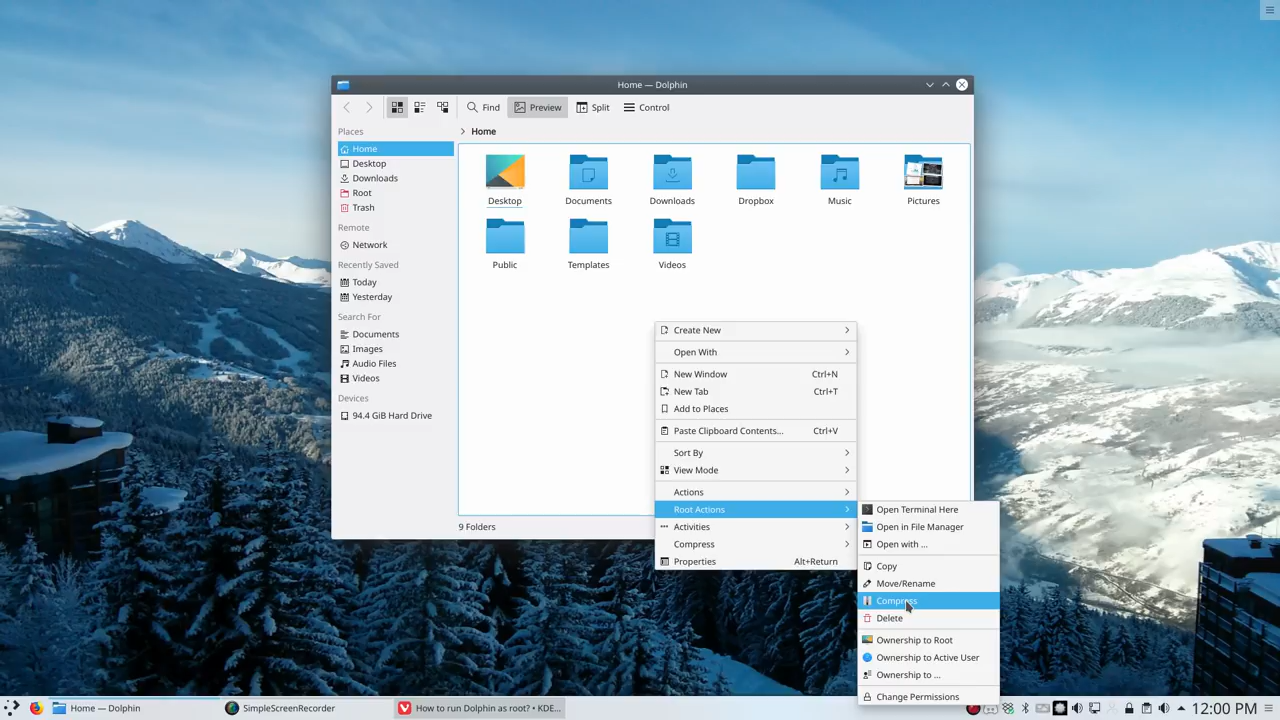 Home — Dolphin
Find
Preview
Split
Control
Places
Home
Desktop
Downloads
Root
Trash
Remote
Network
Recently Saved
Today
Yesterday
Search For
Documents
Images
Audio Files
Videos
Devices
94.4 GiB Hard Drive
Home
Desktop
Documents
Downloads
Dropbox
Music
Pictures
Public
Templates
Videos
9 Folders
Create New
Open With
New Window Ctrl+N
New Tab Ctrl+T
Add to Places
Paste Clipboard Contents... Ctrl+V
Sort By
View Mode
Actions
Root Actions
Activities
Compress
Properties Alt+Return
Open Terminal Here
Open in File Manager
Open with ...
Copy
Move/Rename
Compress
Delete
Ownership to Root
Ownership to Active User
Ownership to ...
Change Permissions
Home — Dolphin
SimpleScreenRecorder
How to run Dolphin as root? • KDE...
12:00 PM